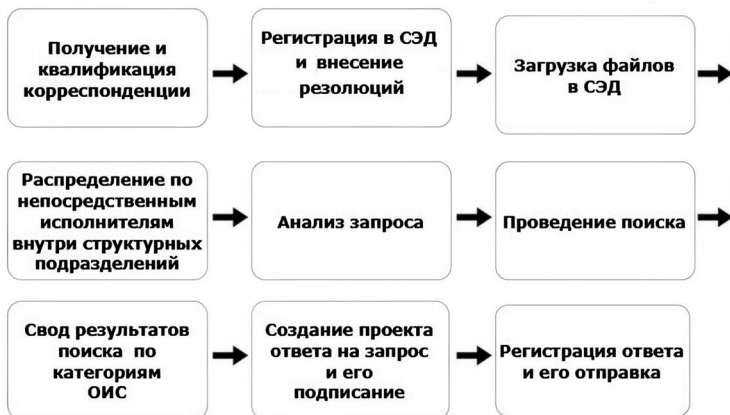 Получение и
квалификация
корреспонденции
Регистрация в СЭД
и внесение
резолюций
Загрузка файлов
в СЭД
Распределение по
непосредственным
исполнителям
внутри структурных
подразделений
Анализ запроса
Проведение поиска
Свод результатов
поиска по
категориям
ОИС
Создание проекта
ответа на запрос
и его
подписание
Регистрация ответа
и его отправка